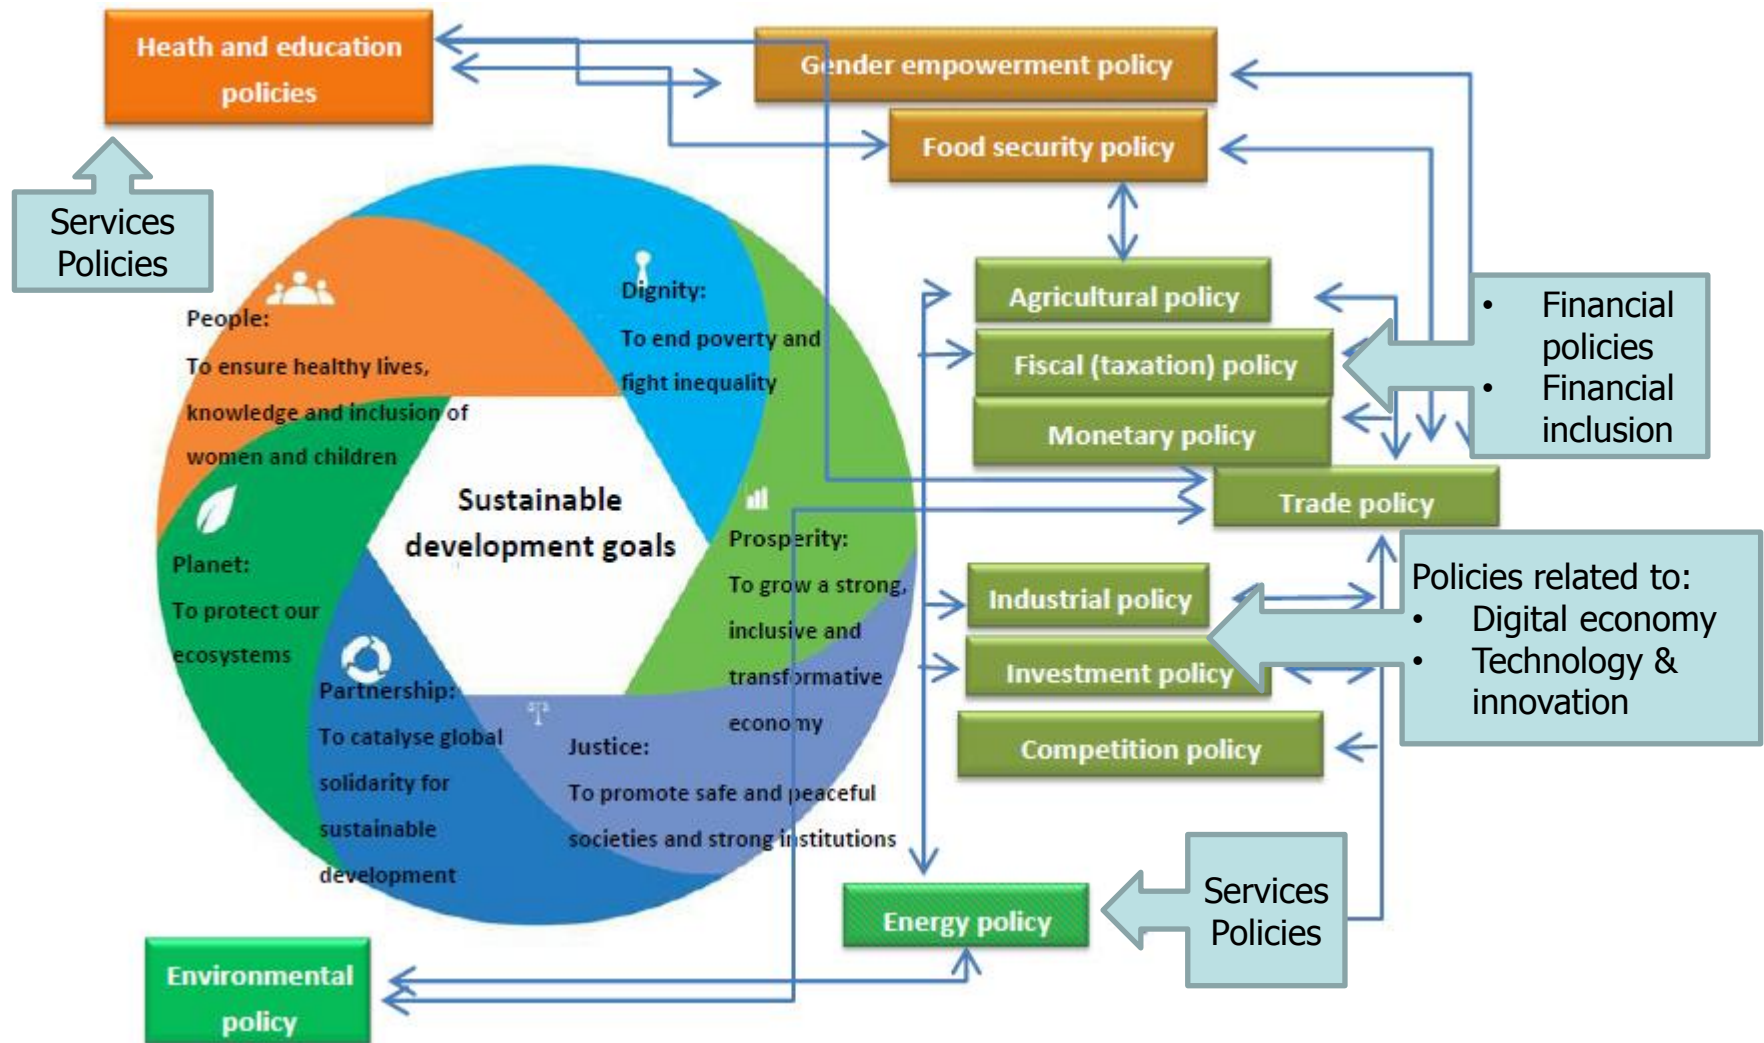 Heath and education
policies
Gender empowerment policy
Food security policy
Services
Policies
People:
To ensure healthy lives,
knowledge and inclusion of
women and children
Dignity:
To end poverty and
fight inequality
Agricultural policy
Fiscal (taxation) policy
Monetary policy
• Financial
policies
• Financial
inclusion
Trade policy
Sustainable
development goals
Planet:
To protect our
ecosystems
Prosperity:
To grow a strong,
inclusive and
transformative
economy
Industrial policy
Investment policy
Competition policy
Policies related to:
• Digital economy
• Technology &
innovation
Partnership:
To catalyse global
solidarity for
sustainable
development
Justice:
To promote safe and peaceful
societies and strong institutions
Energy policy
Services
Policies
Environmental
policy